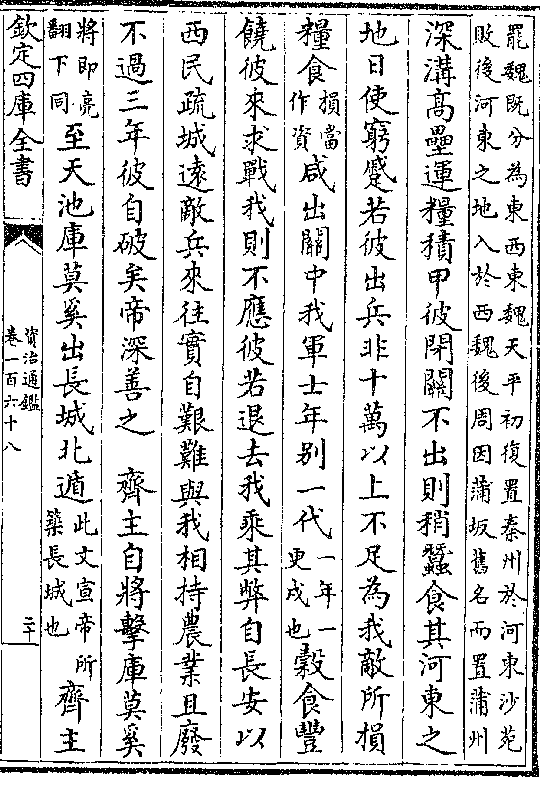 罷魏既分為東西東魏天平初復置秦州於河東沙苑
敗後河東之地入於西魏後周因蒲坂舊名而置蒲州
深溝高壘運糧積甲彼閉關不出則稍蠶食其河東之
地日使窮蹙若彼出兵非十萬以上不足為我敵所損
糧食損當作資咸出關中我軍士年别一代一年一更戍也穀食豐
饒彼來求戰我則不應彼若退去我乘其弊自長安以
西民疏城逺敵兵來往實自艱難與我相持農業且廢
不過三年彼自破矣帝深善之 齊主自將擊庫莫奚
將即亮翻下同至天池庫莫奚出長城北遁此文宣帝所築長城也齊主
欽定四庫全書
資治通鑑
卷一百六十八
二十